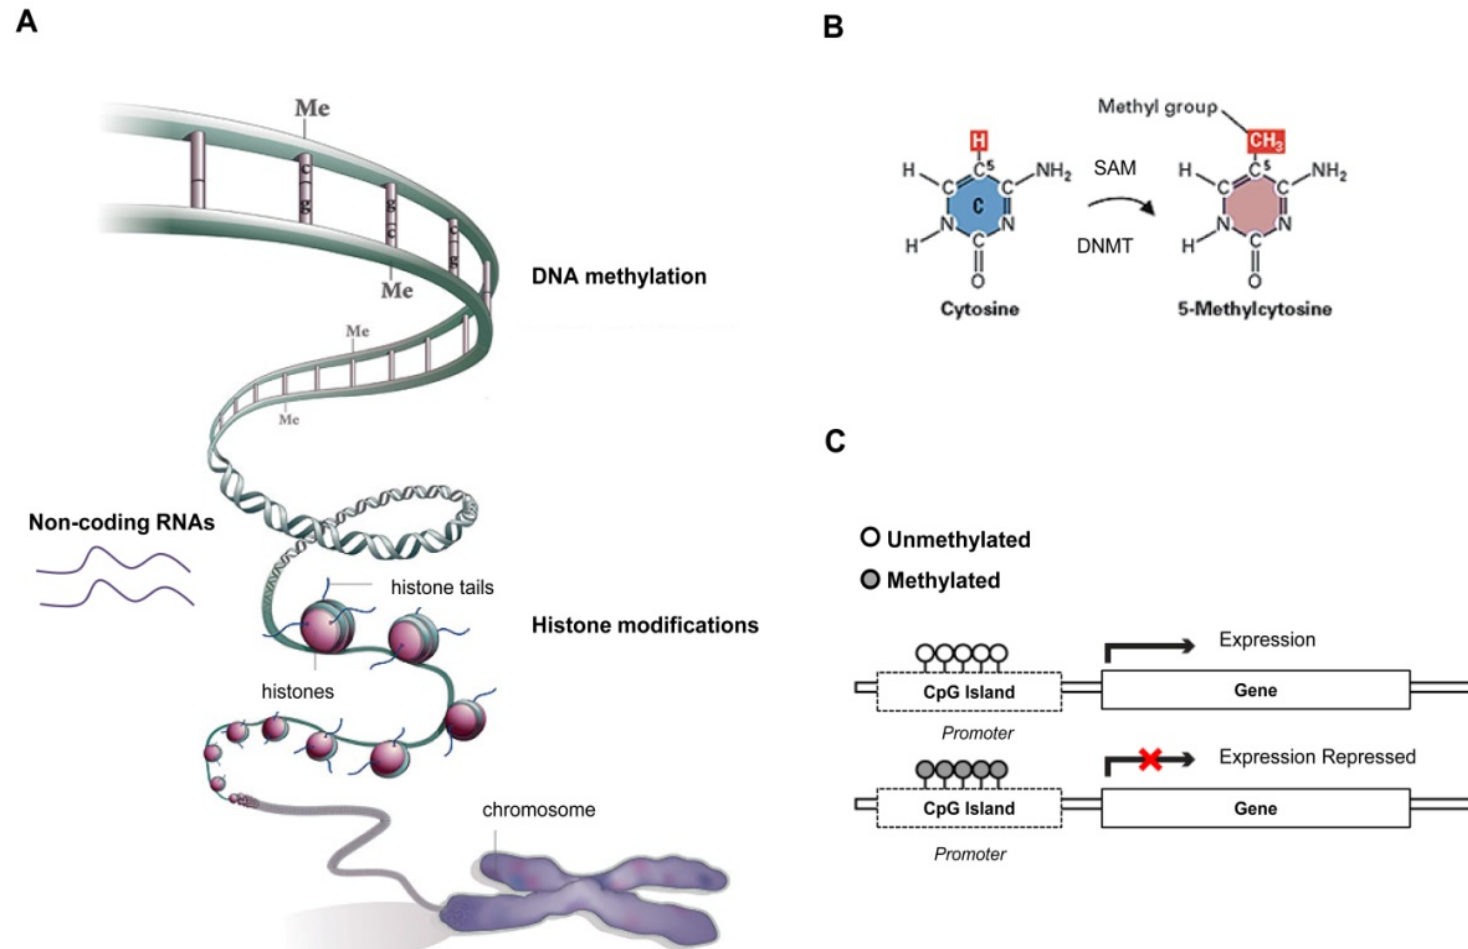 A
Me
C
G
G
C
C
G
Me
DNA methylation
Me
Me
Non-coding RNAs
histone tails
Histone modifications
histones
chromosome
B
Methyl group
H
CH3
H
C
5
C
NH2
C
N
N
H
C
O
SAM
DNMT
H
C
5
C
NH2
N
N
H
C
O
Cytosine
5-Methylcytosine
C
Unmethylated
Methylated
Expression
CpG Island
Gene
Promoter
Expression Repressed
CpG Island
Gene
Promoter